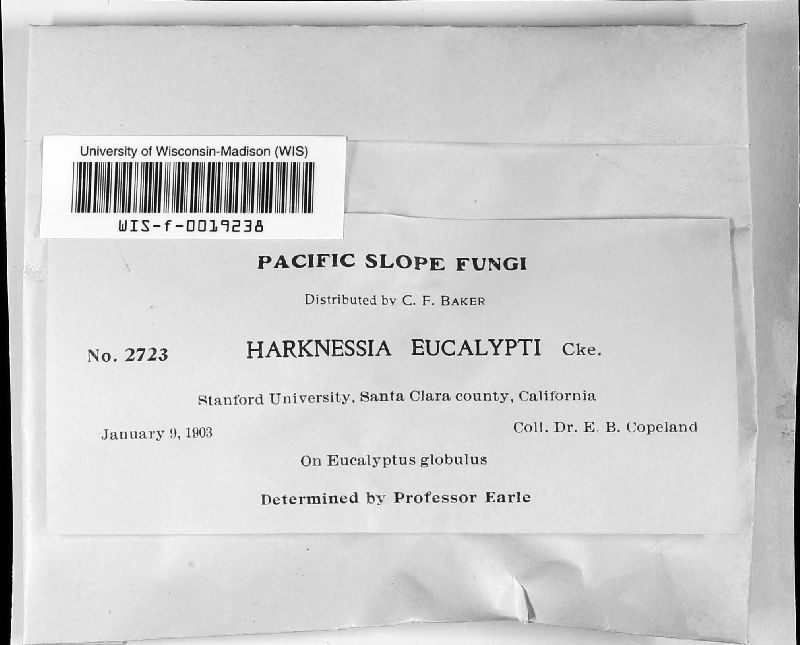 University of Wisconsin-Madison (WIS)
WIS-f-0019238
PACIFIC SLOPE FUNGI
Distributed by C. F. BAKER
No. 2723 HARKNESSIA EUCALYPTI Cke.
Stanford University, Santa Clara county, California
January 9, 1903 Coll. Dr. E. B. Copeland
On Eucalyptus globulus
Determined by Professor Earle